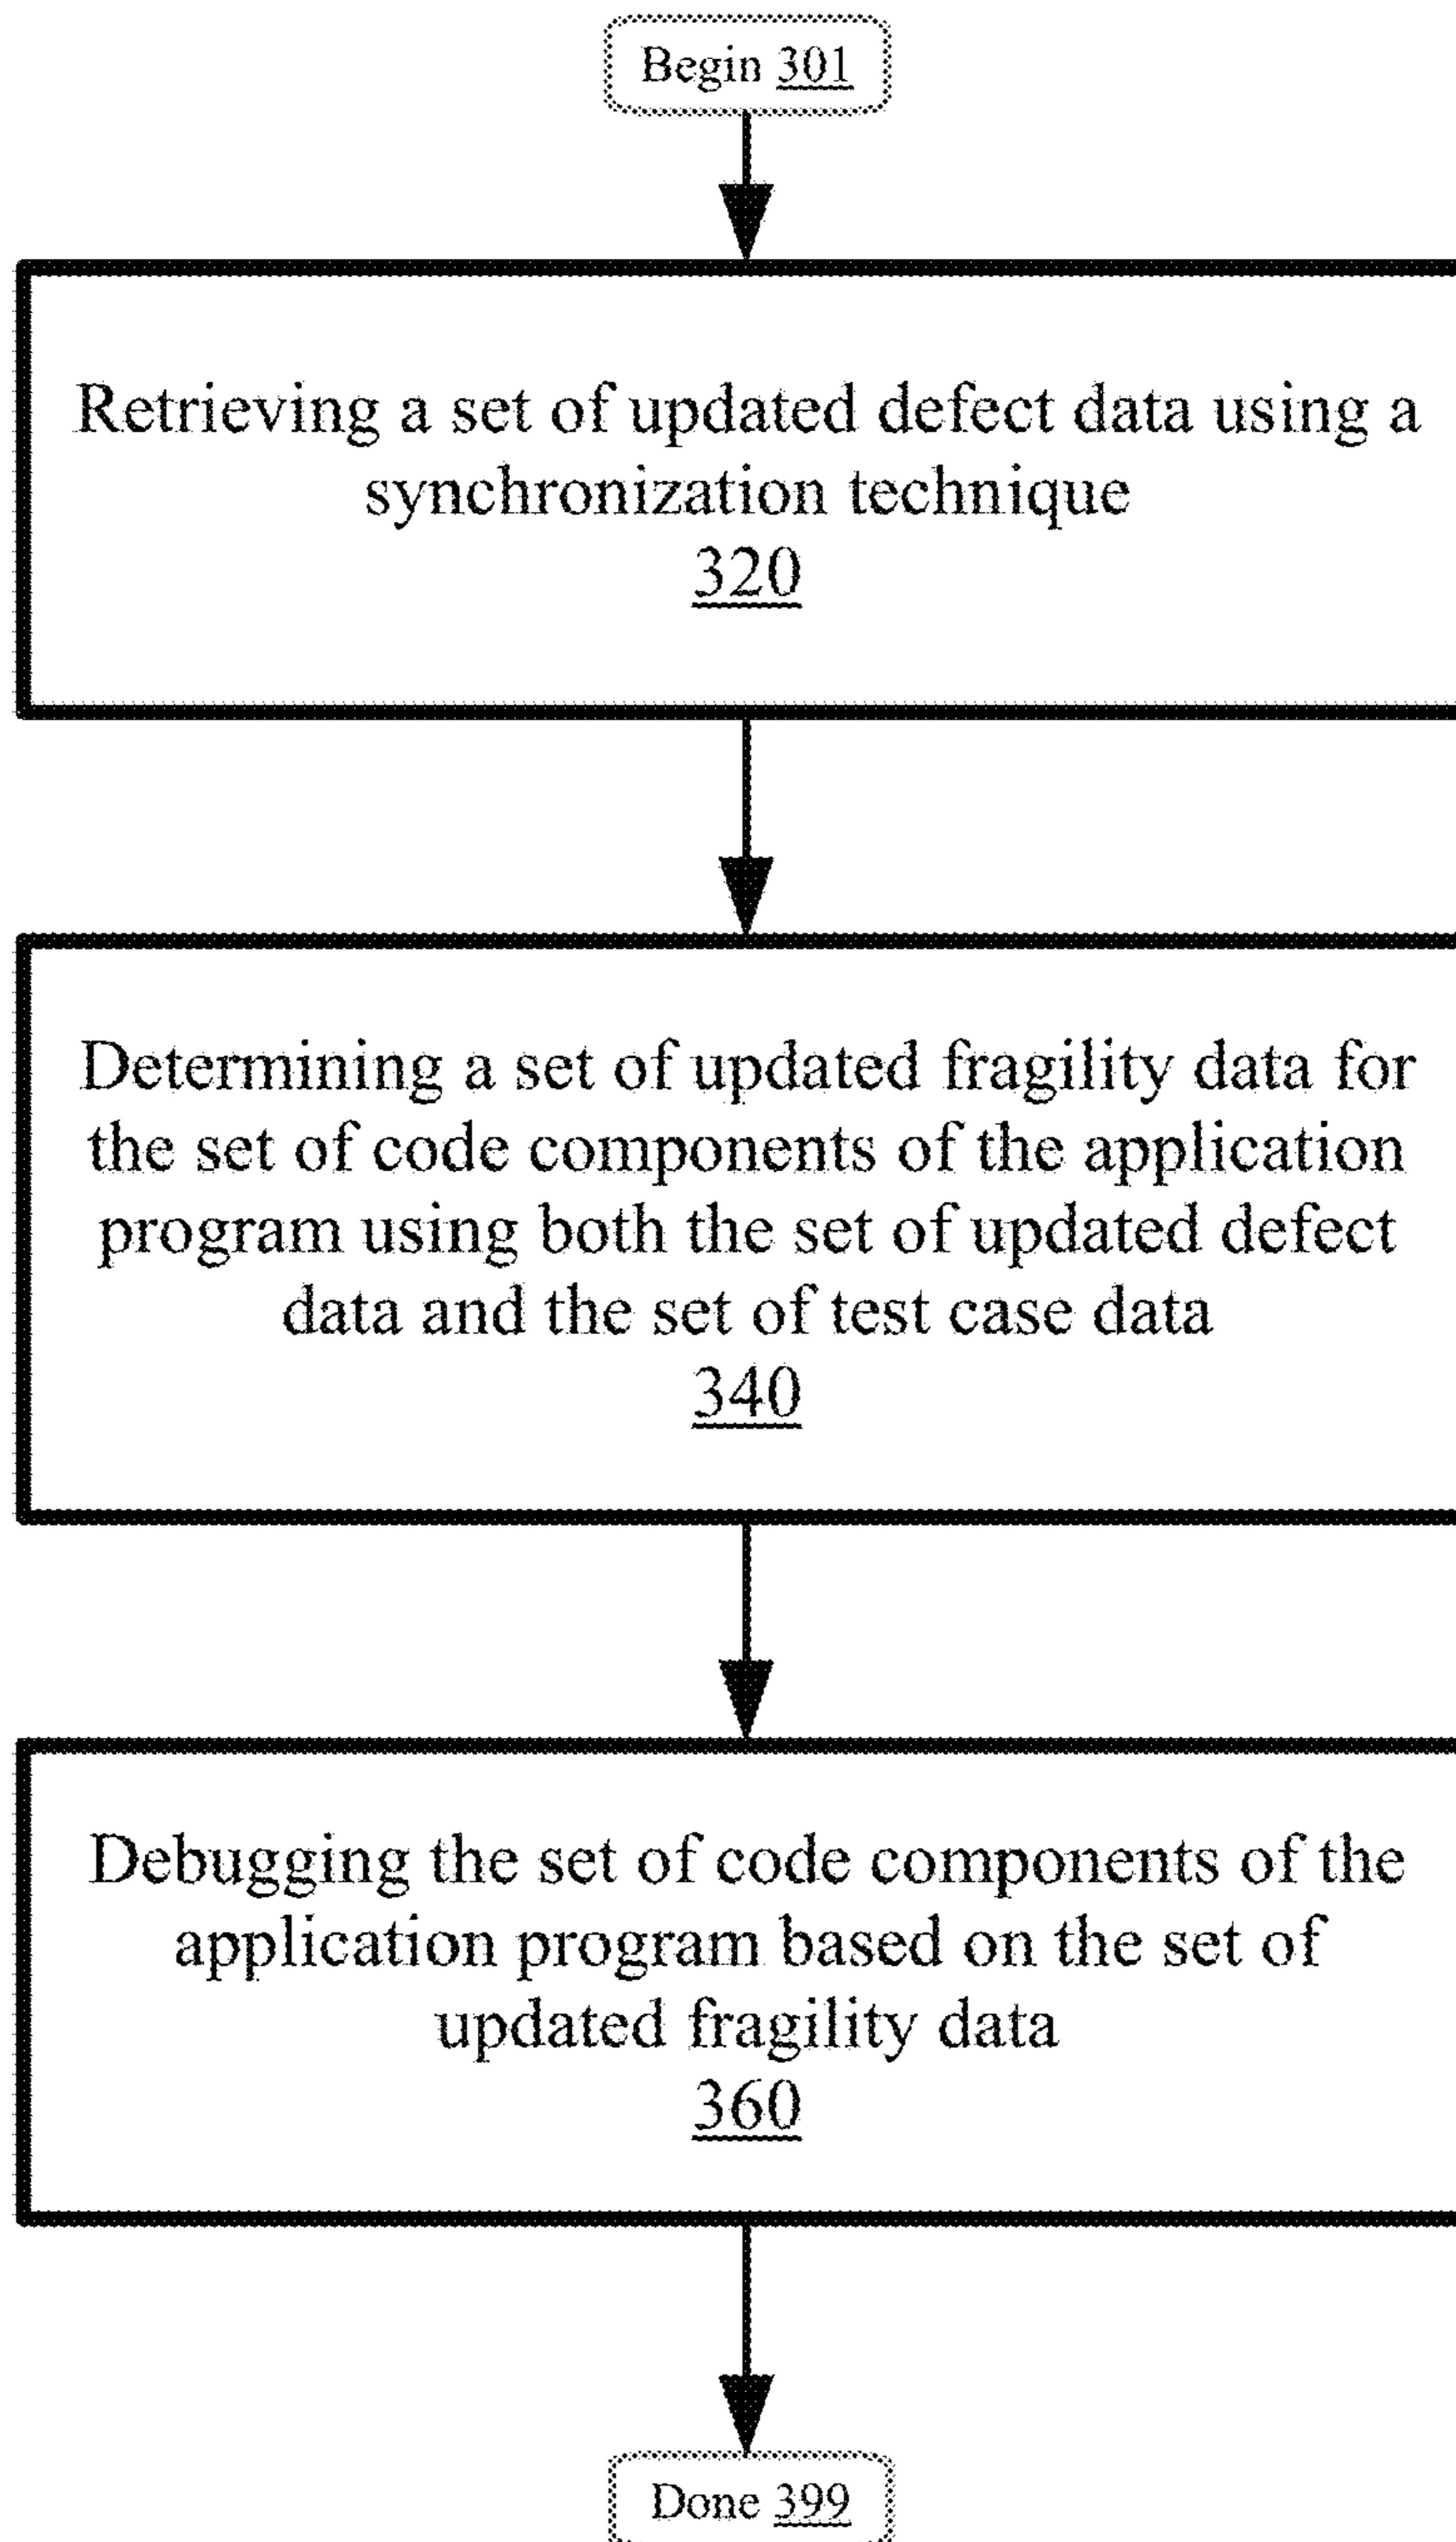 Begin 301
Retrieving a set of updated defect data using a
synchronization technique
320
Determining a set of updated fragility data for
the set of code components of the application
program using both the set of updated defect
data and the set of test case data
340
Debugging the set of code components of the
application program based on the set of
updated fragility data
360
Done 399